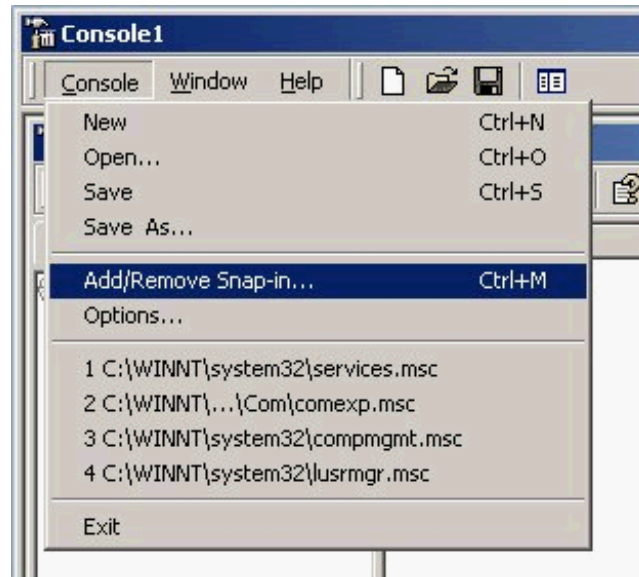 Console1
Console Window Help
New Ctrl+N
Open... Ctrl+O
Save Ctrl+S
Save As...
Add/Remove Snap-in... Ctrl+M
Options...
1 C:\WINNT\system32\services.msc
2 C:\WINNT\...\Com\comexp.msc
3 C:\WINNT\system32\compmgmt.msc
4 C:\WINNT\system32\lusrmgr.msc
Exit